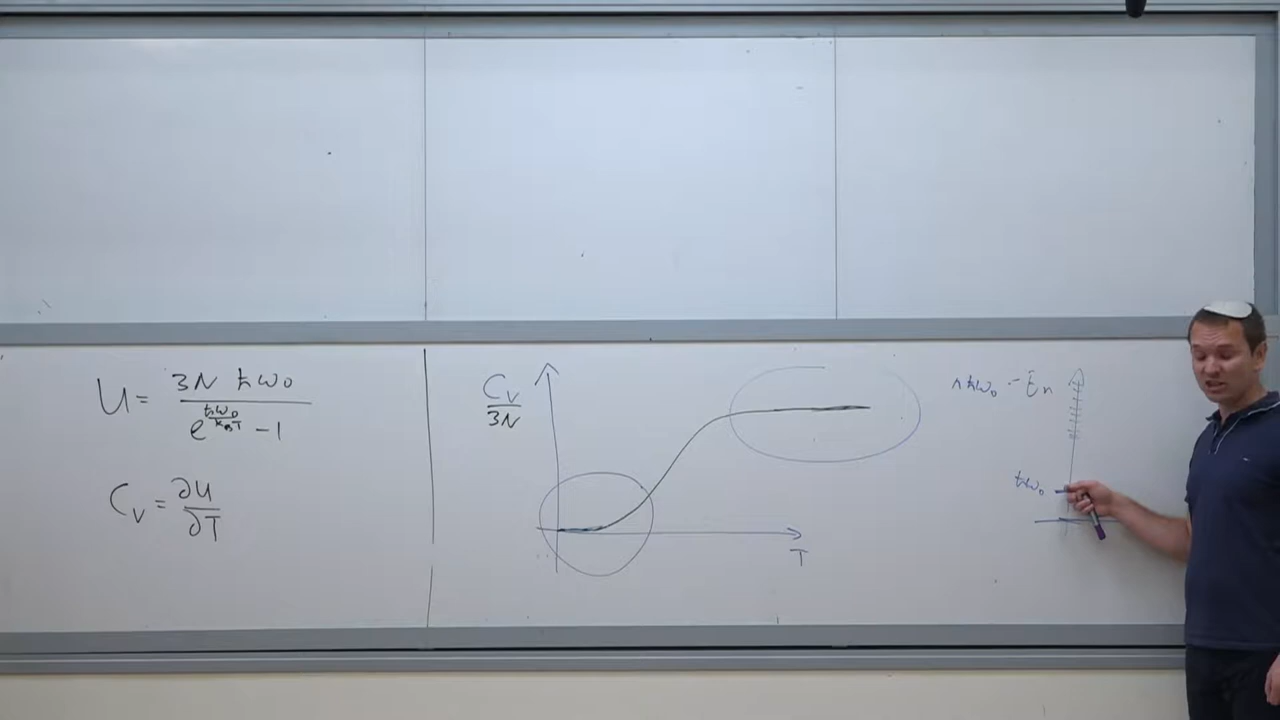 U = 3N ħω₀ / (e^(ħω₀/k_BT) - 1)
C_V = ∂U/∂T
C_V/3N
T
nħω₀ - E_n
ħω₀